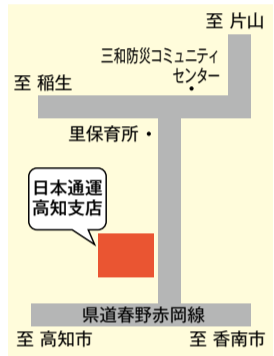 至 片山
三和防災コミュニティ
センター
至 稲生
里保育所
日本通運
高知支店
県道春野赤岡線
至 高知市
至 香南市